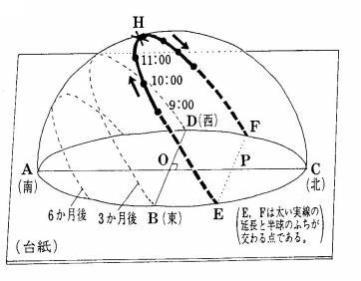 H
11:00
10:00
9:00
D(西)
F
A
(南)
O
P
C
(北)
6か月後
3か月後
B(東)
E
E，Fは太い実線の
延長と半球のふちが
交わる点である。
(台紙)